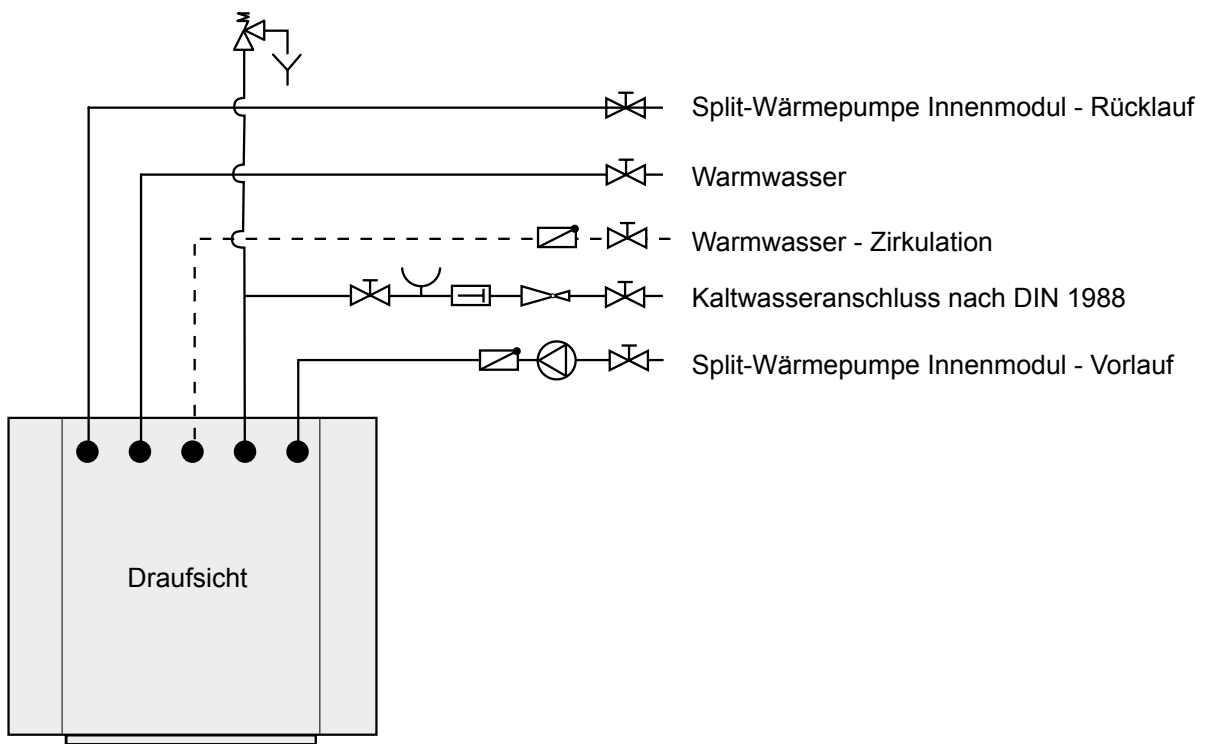 Split-Wärmepumpe Innenmodul - Rücklauf
Warmwasser
Warmwasser - Zirkulation
Kaltwasseranschluss nach DIN 1988
Split-Wärmepumpe Innenmodul - Vorlauf
Draufsicht